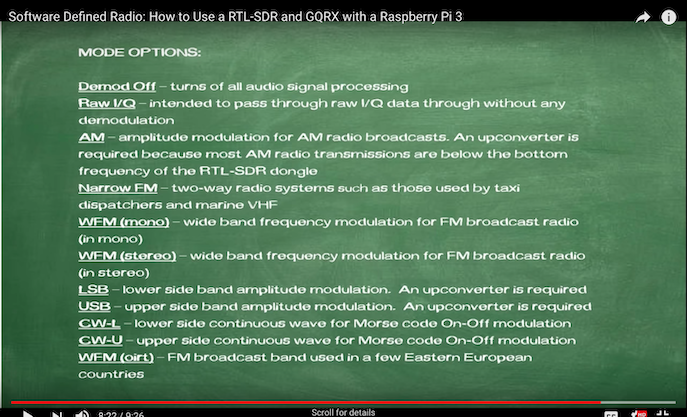 Software Defined Radio: How to Use a RTL-SDR and GQRX with a Raspberry Pi 3
MODE OPTIONS:
Demod Off – turns of all audio signal processing
Raw I/Q – intended to pass through raw I/Q data through without any
demodulation
AM – amplitude modulation for AM radio broadcasts. An upconverter is
required because most AM radio transmissions are below the bottom
frequency of the RTL-SDR dongle
Narrow FM – two-way radio systems such as those used by taxi
dispatchers and marine VHF
WFM (mono) – wide band frequency modulation for FM broadcast radio
(in mono)
WFM (stereo) – wide band frequency modulation for FM broadcast radio
(in stereo)
LSB – lower side band amplitude modulation. An upconverter is required
USB – upper side band amplitude modulation. An upconverter is required
CW-L – lower side continuous wave for Morse code On-Off modulation
CW-U – upper side continuous wave for Morse code On-Off modulation
WFM (oirt) – FM broadcast band used in a few Eastern European
countries
8:22 / 9:26
Scroll for details